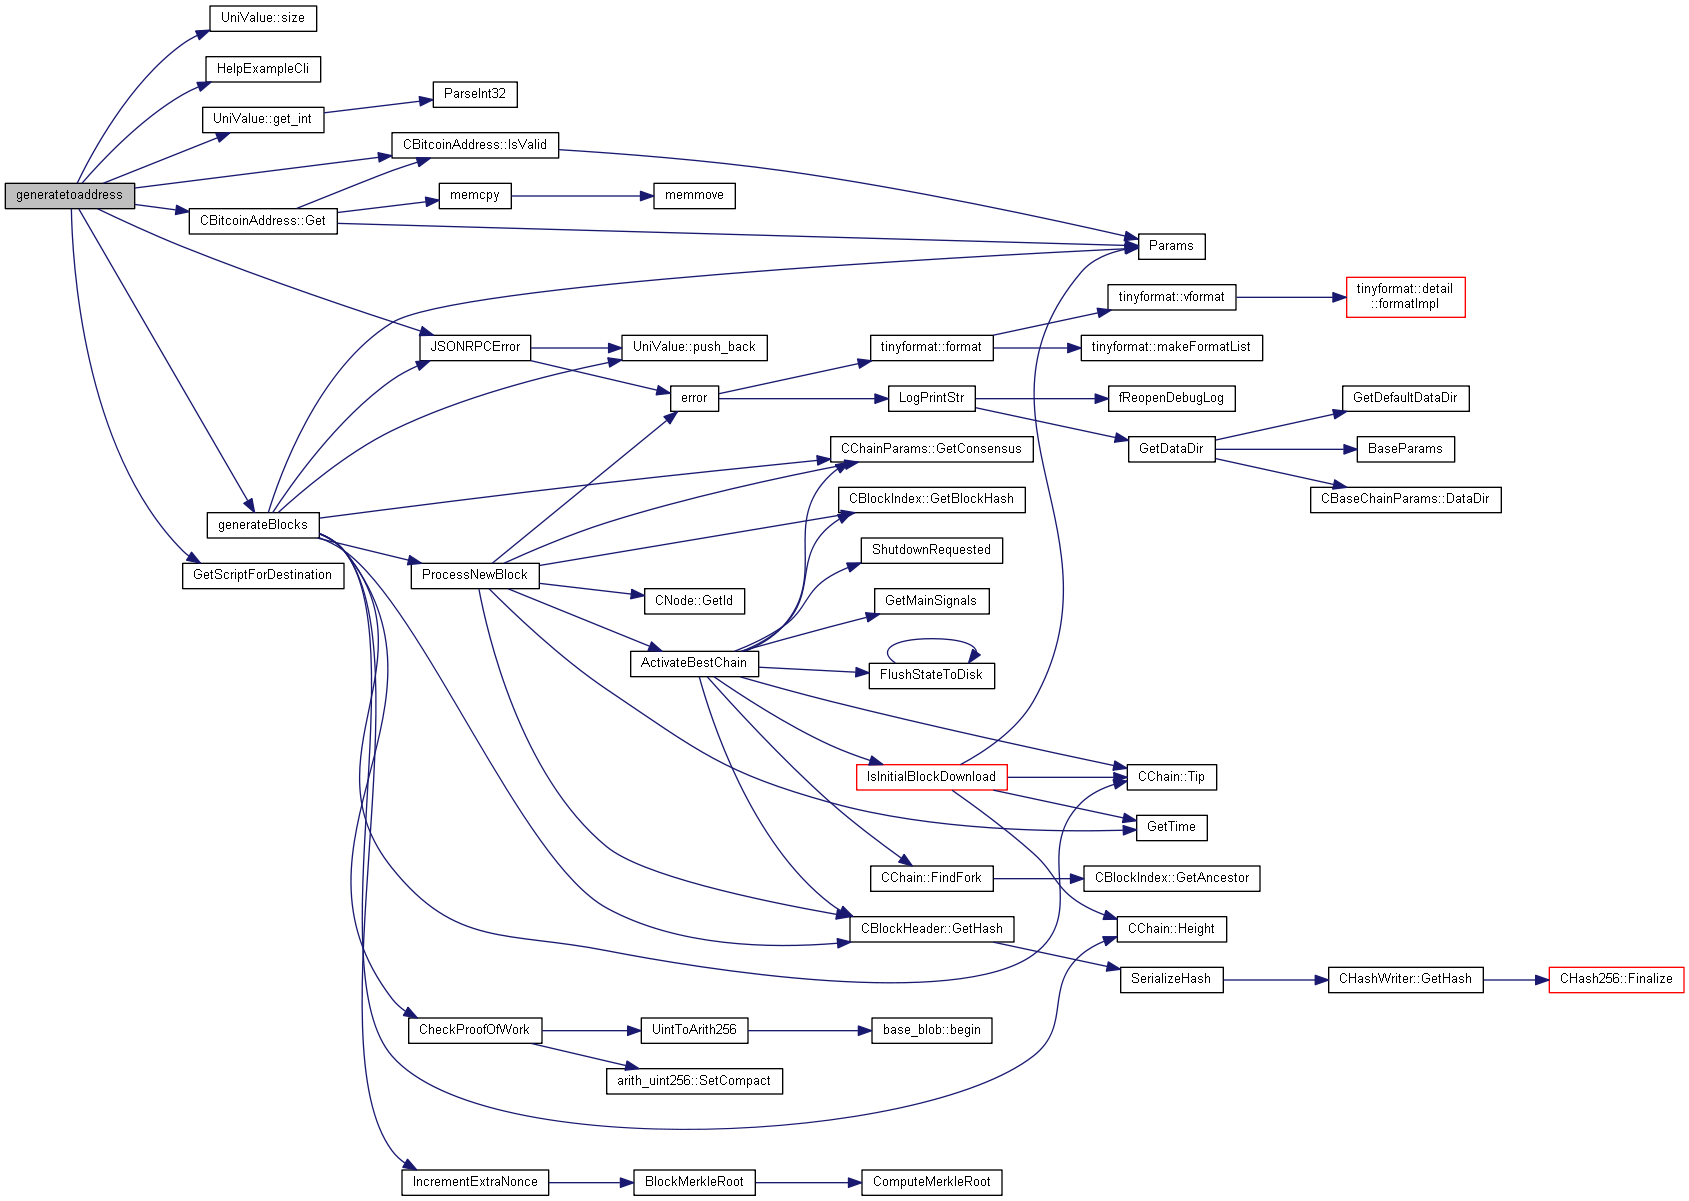 UniValue::size
HelpExampleCli
ParseInt32
UniValue::get_int
CBitcoinAddress::IsValid
generatetoaddress
memcpy
memmove
CBitcoinAddress::Get
Params
tinyformat::vformat
tinyformat::detail
::formatImpl
JSONRPCError
UniValue::push_back
tinyformat::format
tinyformat::makeFormatList
error
LogPrintStr
fReopenDebugLog
GetDefaultDataDir
CChainParams::GetConsensus
GetDataDir
BaseParams
CBlockIndex::GetBlockHash
CBaseChainParams::DataDir
generateBlocks
ShutdownRequested
GetScriptForDestination
ProcessNewBlock
CNode::GetId
GetMainSignals
ActivateBestChain
FlushStateToDisk
IsInitialBlockDownload
CChain::Tip
GetTime
CChain::FindFork
CBlockIndex::GetAncestor
CBlockHeader::GetHash
CChain::Height
SerializeHash
CHashWriter::GetHash
CHash256::Finalize
CheckProofOfWork
UintToArith256
base_blob::begin
arith_uint256::SetCompact
IncrementExtraNonce
BlockMerkleRoot
ComputeMerkleRoot